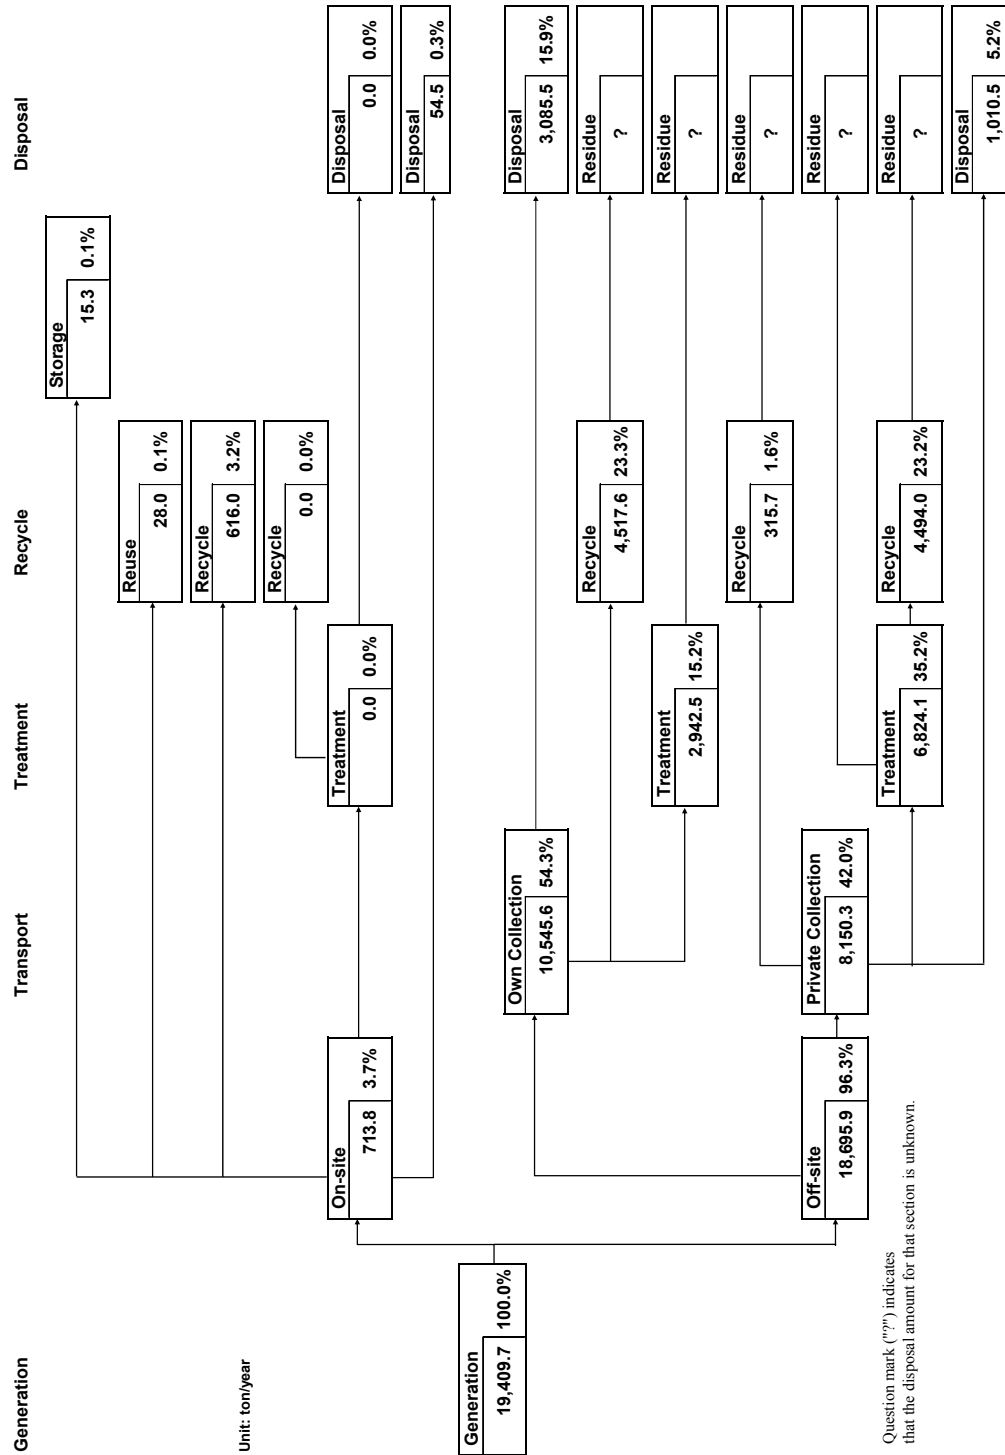 Generation
Transport
Treatment
Recycle
Disposal
Unit: ton/year
Storage
15.3 0.1%
Reuse
28.0 0.1%
Recycle
616.0 3.2%
Recycle
0.0 0.0%
On-site
713.8 3.7%
Treatment
0.0 0.0%
Disposal
0.0 0.0%
Disposal
54.5 0.3%
Generation
19,409.7 100.0%
Own Collection
10,545.6 54.3%
Disposal
3,085.5 15.9%
Recycle
4,517.6 23.3%
Residue
?
Treatment
2,942.5 15.2%
Residue
?
Recycle
315.7 1.6%
Residue
?
Off-site
18,695.9 96.3%
Private Collection
8,150.3 42.0%
Residue
?
Treatment
6,824.1 35.2%
Recycle
4,494.0 23.2%
Residue
?
Disposal
1,010.5 5.2%
Question mark ("?") indicates
that the disposal amount for that section is unknown.